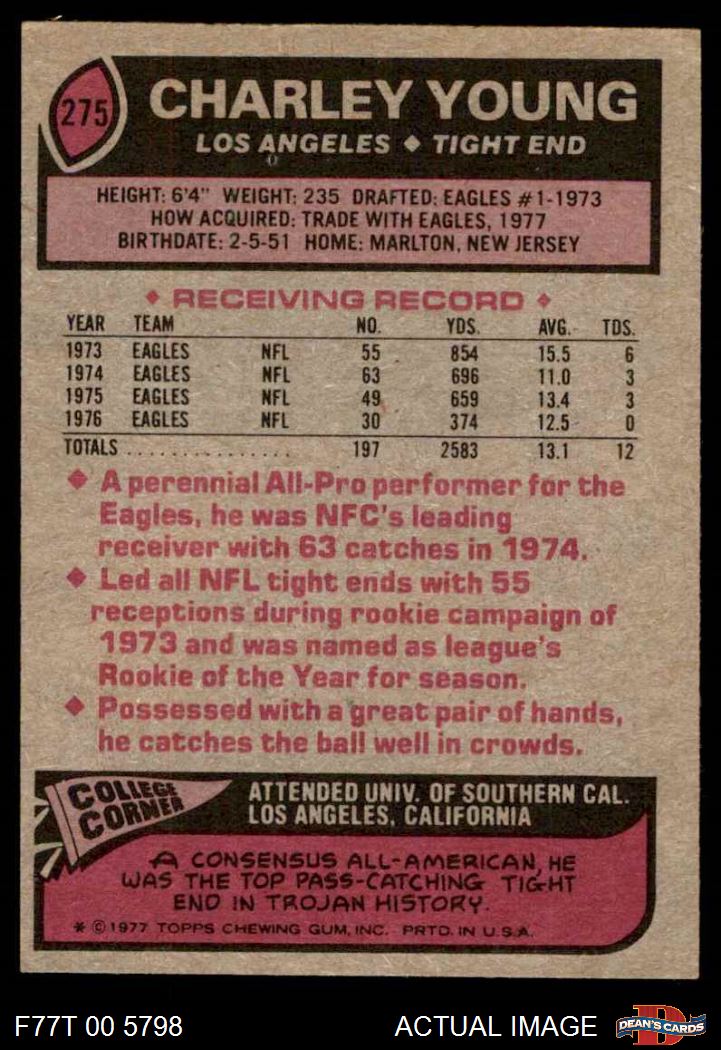 275
CHARLEY YOUNG
LOS ANGELES ◆ TIGHT END
HEIGHT: 6'4" WEIGHT: 235 DRAFTED: EAGLES #1-1973
HOW ACQUIRED: TRADE WITH EAGLES, 1977
BIRTHDATE: 2-5-51 HOME: MARLTON, NEW JERSEY
◆ RECEIVING RECORD ◆
YEAR TEAM NO. YDS. AVG. TDS.
1973 EAGLES NFL 55 854 15.5 6
1974 EAGLES NFL 63 696 11.0 3
1975 EAGLES NFL 49 659 13.4 3
1976 EAGLES NFL 30 374 12.5 0
TOTALS ............... 197 2583 13.1 12
◆ A perennial All-Pro performer for the
Eagles, he was NFC's leading
receiver with 63 catches in 1974.
◆ Led all NFL tight ends with 55
receptions during rookie campaign of
1973 and was named as league's
Rookie of the Year for season.
◆ Possessed with a great pair of hands,
he catches the ball well in crowds.
COLLEGE
CORNER
ATTENDED UNIV. OF SOUTHERN CAL.
LOS ANGELES, CALIFORNIA
A CONSENSUS ALL-AMERICAN, HE
WAS THE TOP PASS-CATCHING TIGHT
END IN TROJAN HISTORY.
* © 1977 TOPPS CHEWING GUM, INC. PRTD. IN U.S.A.
F77T 00 5798
ACTUAL IMAGE
D
DEAN'S CARDS